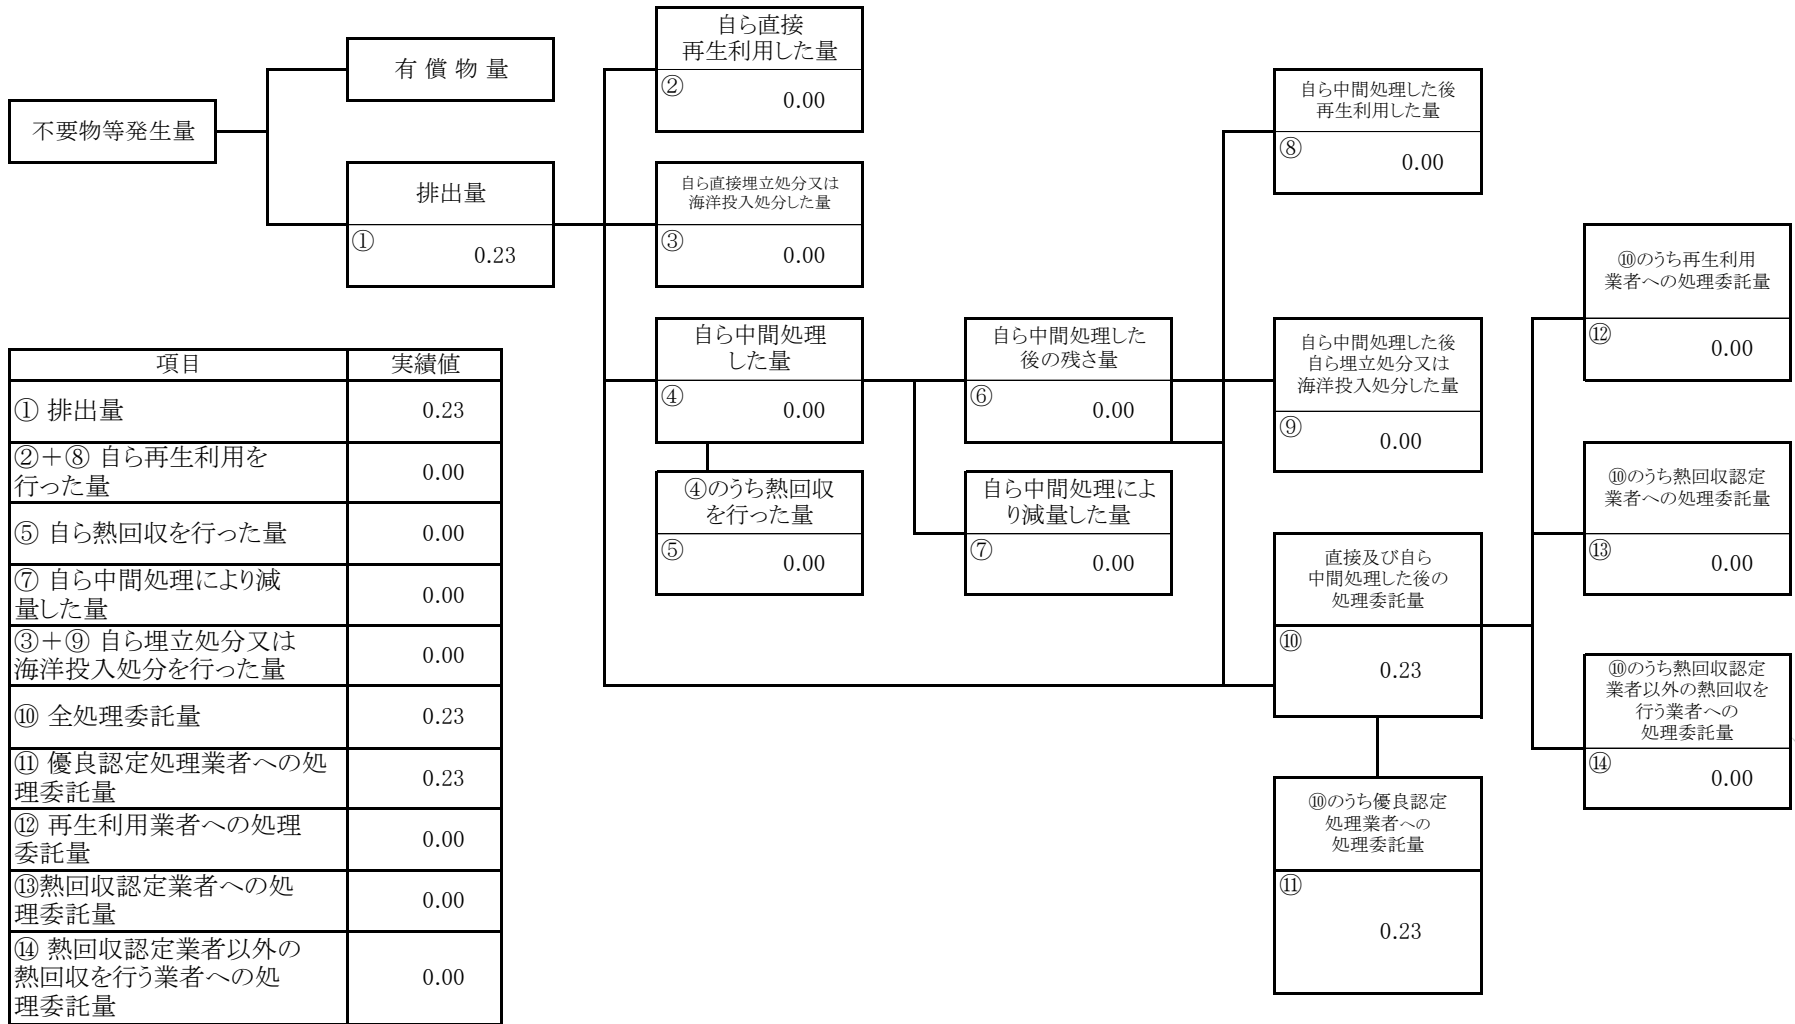 不要物等発生量
有償物量
排出量
①
0.23
自ら直接
再生利用した量
②
0.00
自ら直接埋立処分又は
海洋投入処分した量
③
0.00
自ら中間処理
した量
④
0.00
④のうち熱回収
を行った量
⑤
0.00
自ら中間処理した
後の残さ量
⑥
0.00
自ら中間処理によ
り減量した量
⑦
0.00
自ら中間処理した後
再生利用した量
⑧
0.00
自ら中間処理した後
自ら埋立処分又は
海洋投入処分した量
⑨
0.00
直接及び自ら
中間処理した後の
処理委託量
⑩
0.23
⑩のうち優良認定
処理業者への
処理委託量
⑪
0.23
⑩のうち再生利用
業者への処理委託量
⑫
0.00
⑩のうち熱回収認定
業者への処理委託量
⑬
0.00
⑩のうち熱回収認定
業者以外の熱回収を
行う業者への
処理委託量
⑭
0.00
項目 実績値
① 排出量 0.23
②＋⑧ 自ら再生利用を
行った量 0.00
⑤ 自ら熱回収を行った量 0.00
⑦ 自ら中間処理により減
量した量 0.00
③＋⑨ 自ら埋立処分又は
海洋投入処分を行った量 0.00
⑩ 全処理委託量 0.23
⑪ 優良認定処理業者への処
理委託量 0.23
⑫ 再生利用業者への処理
委託量 0.00
⑬熱回収認定業者への処
理委託量 0.00
⑭ 熱回収認定業者以外の
熱回収を行う業者への処
理委託量 0.00